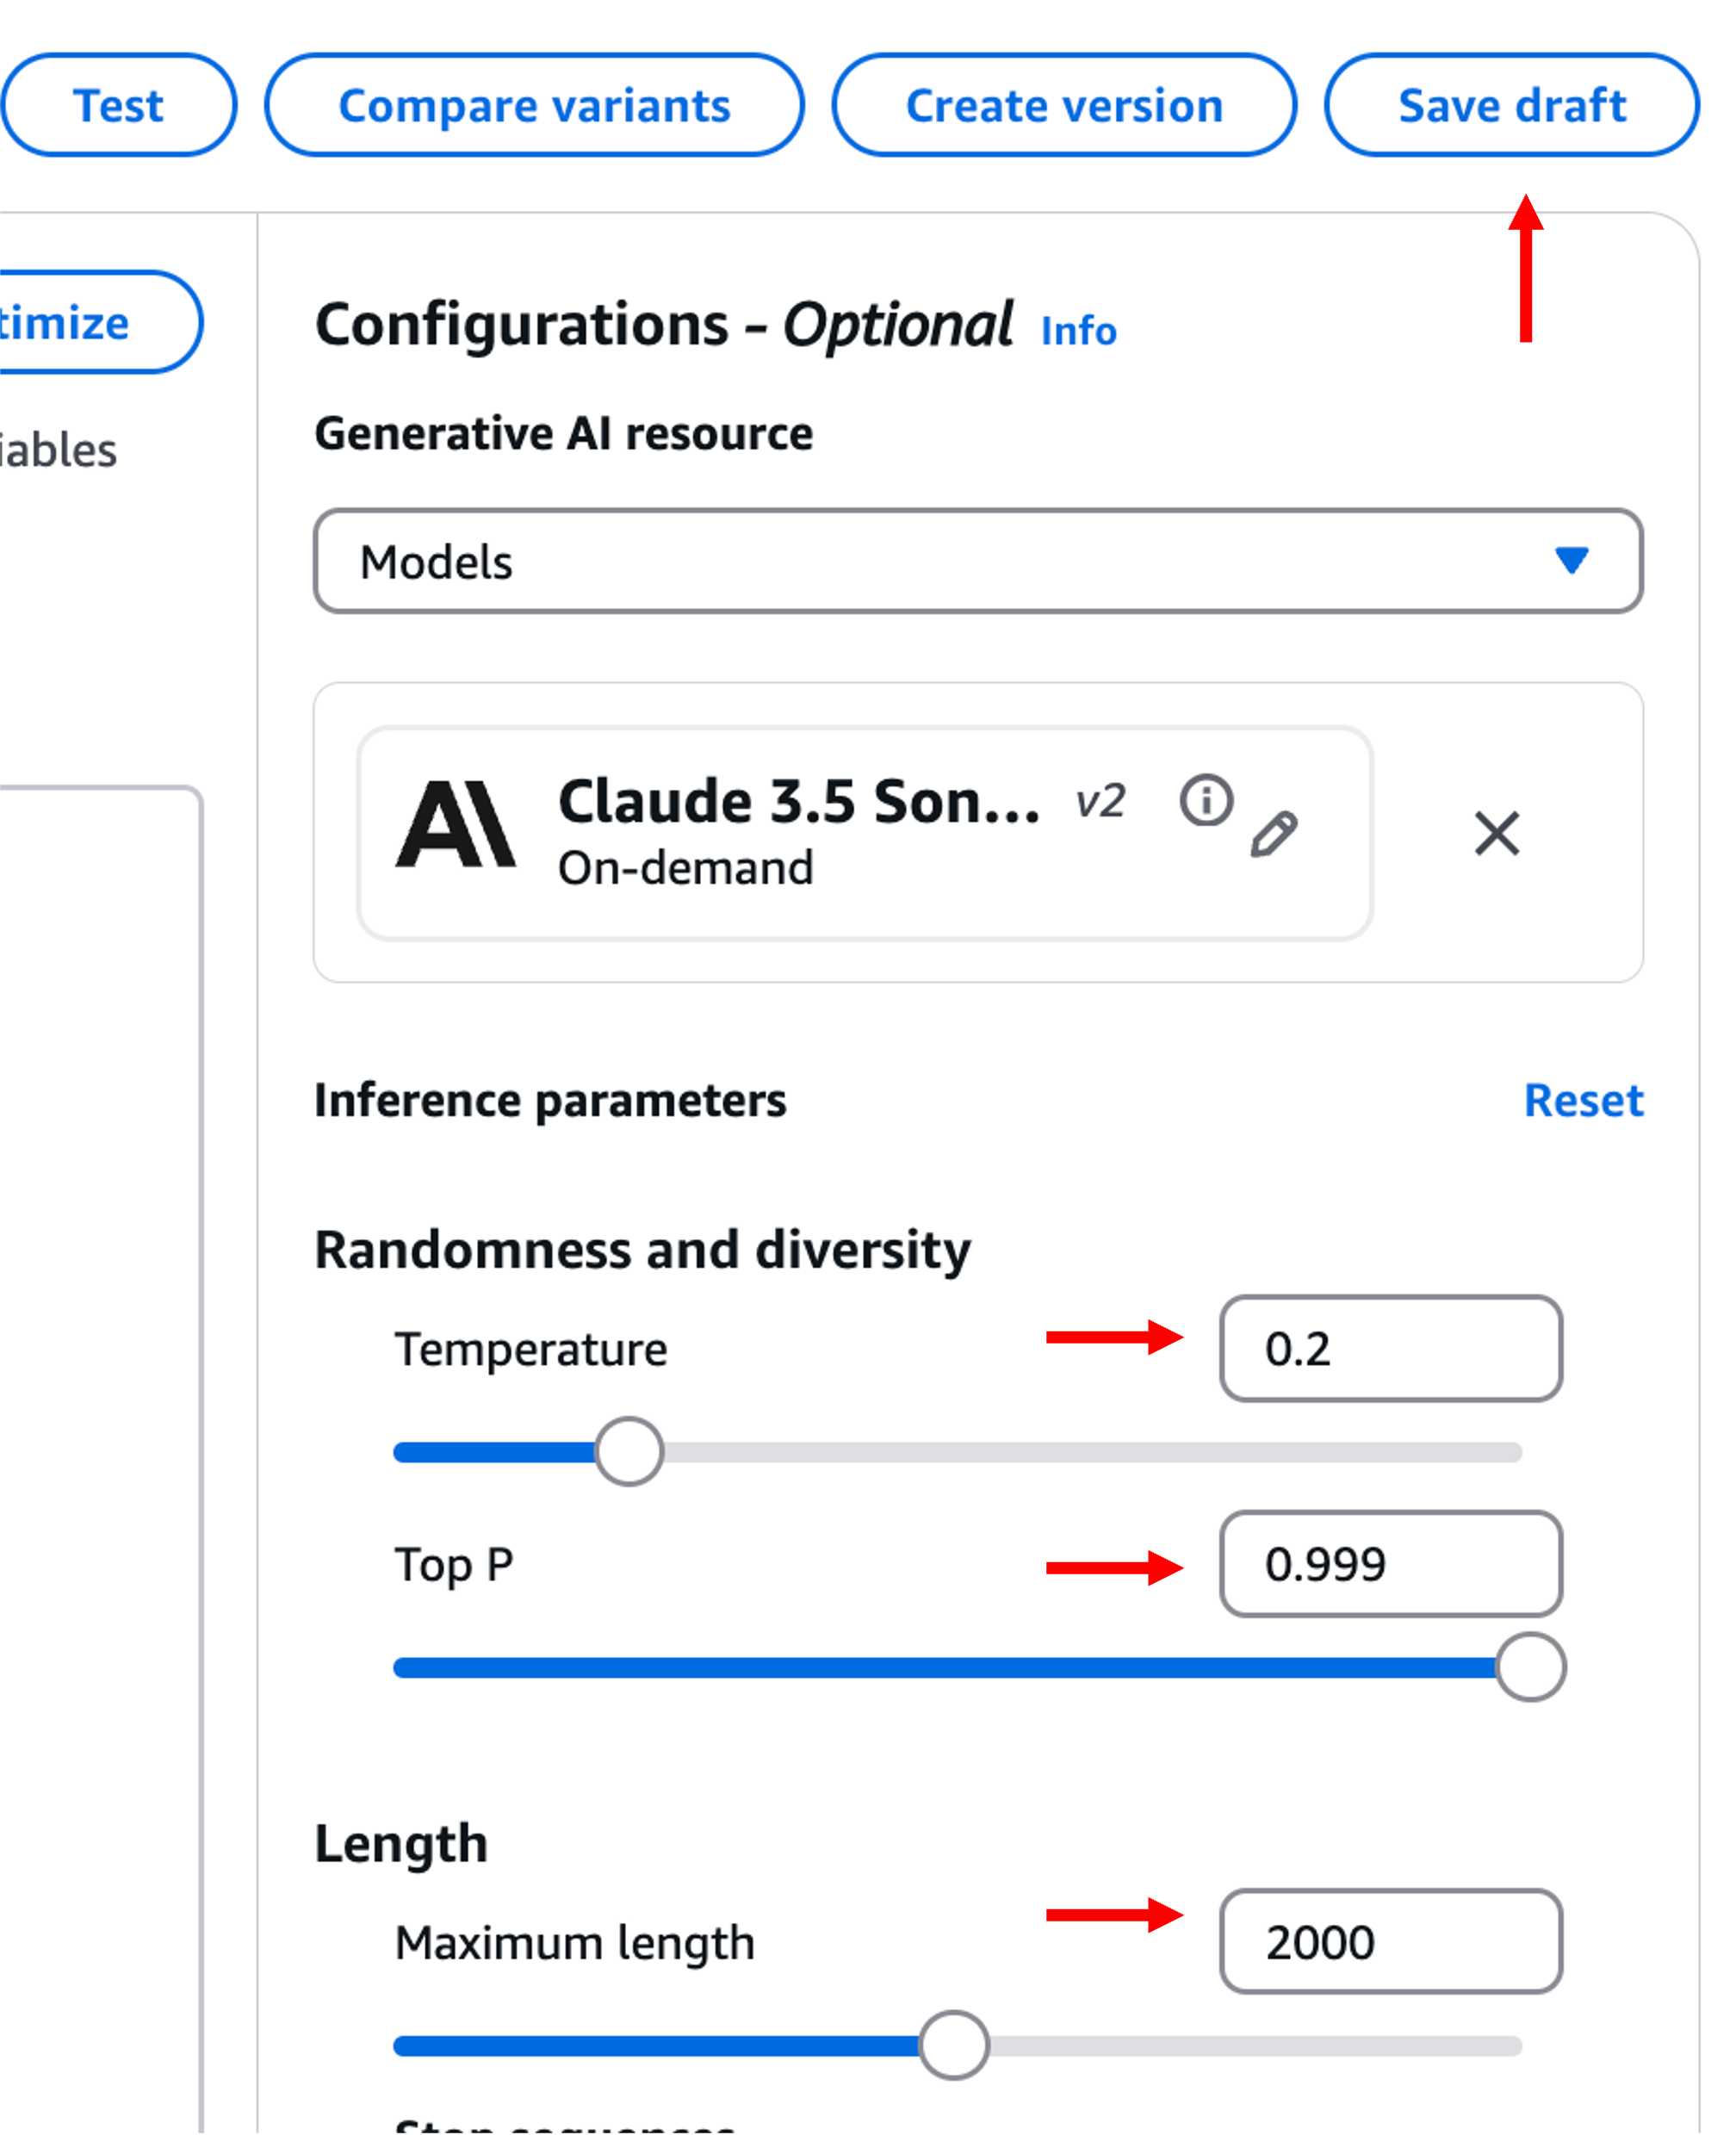 Test Compare variants Create version Save draft
timize
Configurations - Optional Info
iables
Generative AI resource
Models
Claude 3.5 Son... v2
On-demand
Inference parameters Reset
Randomness and diversity
Temperature 0.2
Top P 0.999
Length
Maximum length 2000
Stop sequences